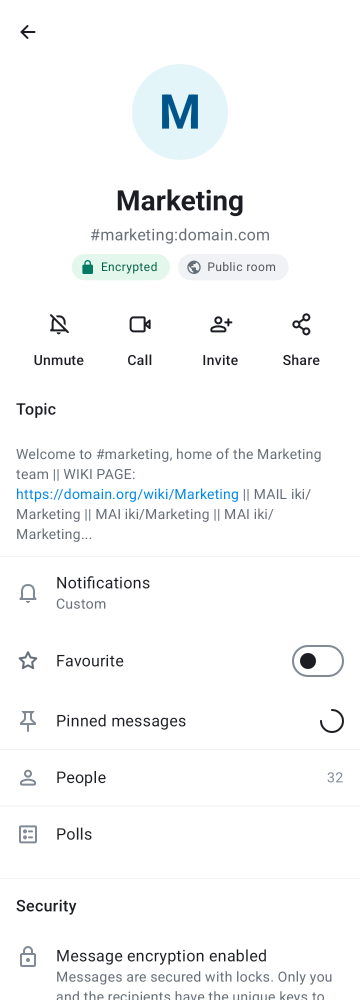 M
Marketing
#marketing:domain.com
Encrypted Public room
Unmute Call Invite Share
Topic
Welcome to #marketing, home of the Marketing
team || WIKI PAGE:
https://domain.org/wiki/Marketing || MAIL iki/
Marketing || MAI iki/Marketing || MAI iki/
Marketing...
Notifications
Custom
Favourite
Pinned messages
People 32
Polls
Security
Message encryption enabled
Messages are secured with locks. Only you
and the recipients have the unique keys to